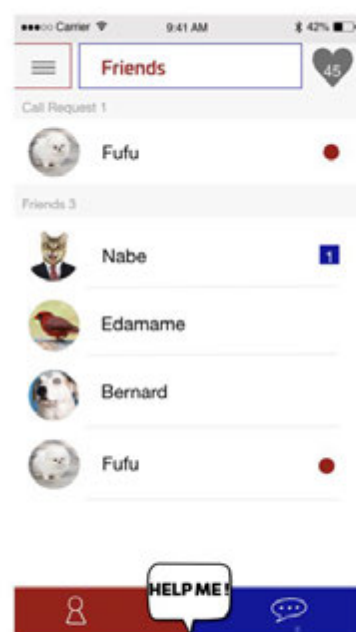 Carrier 9:41 AM 42%
Friends
45
Call Request 1
Fufu
Friends 3
Nabe
1
Edamame
Bernard
Fufu
HELP ME!